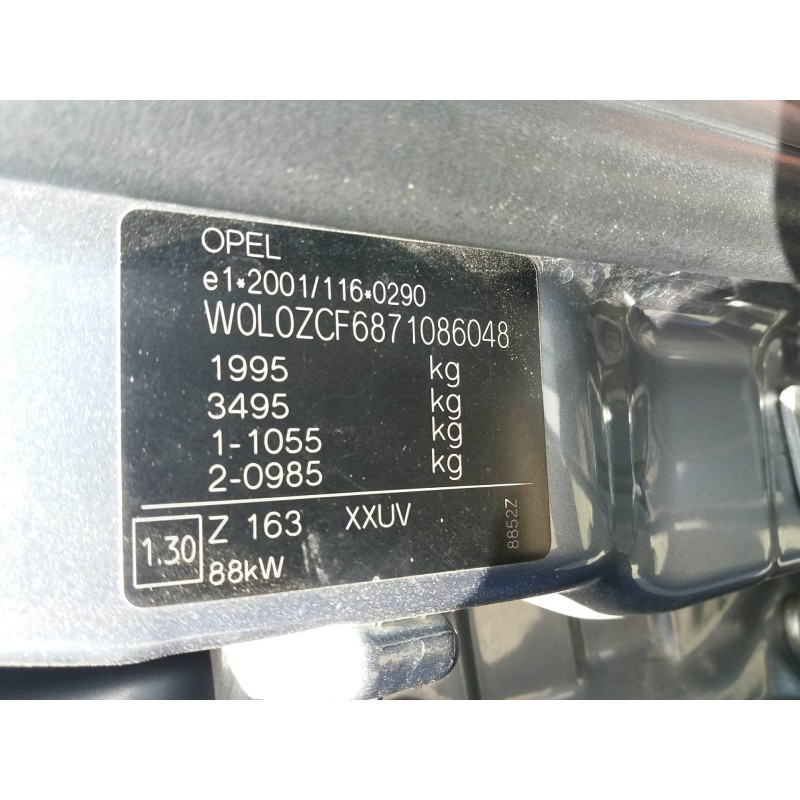 OPEL
e1*2001/116*0290
W0L0ZCF6871086048
1995 kg
3495 kg
1-1055 kg
2-0985 kg
1.30 Z 163 XXUV
88kW
8852Z